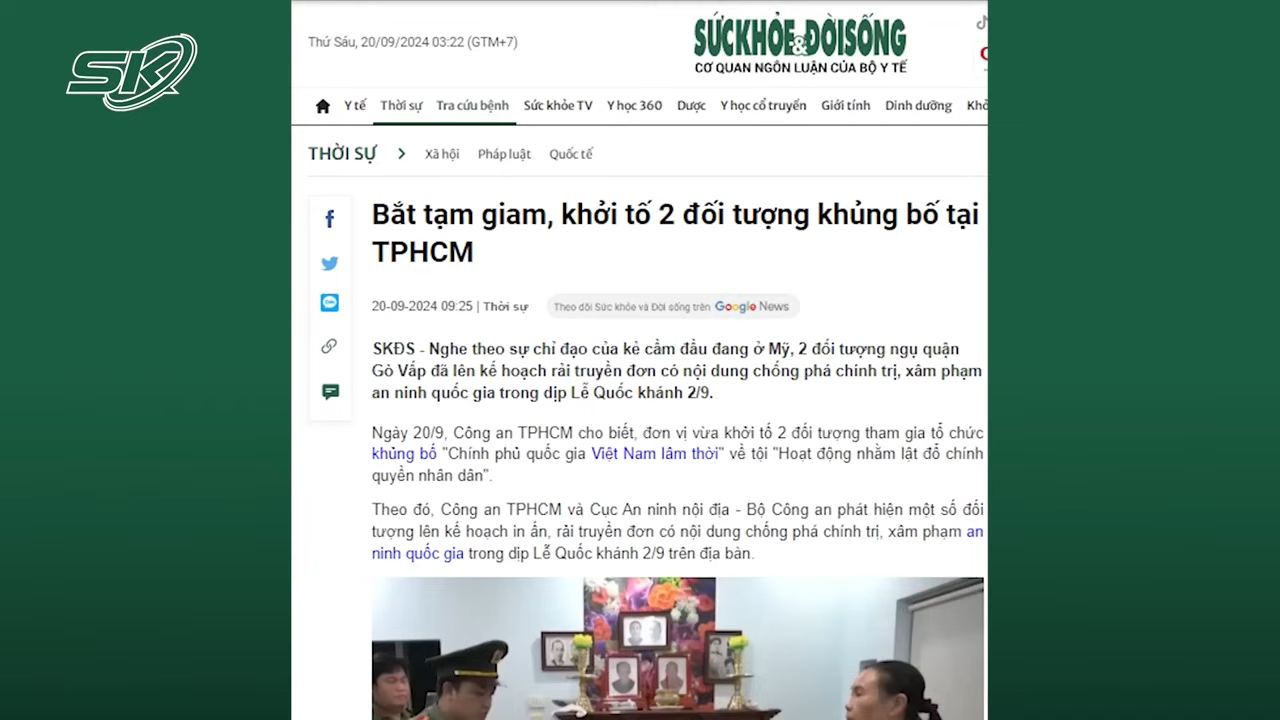 SK
Thứ Sáu, 20/09/2024 03:22 (GTM+7)
SỨCKHỎE&ĐỜISỐNG
CƠ QUAN NGÔN LUẬN CỦA BỘ Y TẾ
Y tế Thời sự Tra cứu bệnh Sức khỏe TV Y học 360 Dược Y học cổ truyền Giới tính Dinh dưỡng Khỏ
THỜI SỰ > Xã hội Pháp luật Quốc tế
Bắt tạm giam, khởi tố 2 đối tượng khủng bố tại
TPHCM
20-09-2024 09:25 | Thời sự Theo dõi Sức khỏe và Đời sống trên Google News
SKĐS - Nghe theo sự chỉ đạo của kẻ cầm đầu đang ở Mỹ, 2 đối tượng ngụ quận
Gò Vấp đã lên kế hoạch rải truyền đơn có nội dung chống phá chính trị, xâm phạm
an ninh quốc gia trong dịp Lễ Quốc khánh 2/9.
Ngày 20/9, Công an TPHCM cho biết, đơn vị vừa khởi tố 2 đối tượng tham gia tổ chức
khủng bố "Chính phủ quốc gia Việt Nam lâm thời" về tội "Hoạt động nhằm lật đổ chính
quyền nhân dân".
Theo đó, Công an TPHCM và Cục An ninh nội địa - Bộ Công an phát hiện một số đối
tượng lên kế hoạch in ấn, rải truyền đơn có nội dung chống phá chính trị, xâm phạm an
ninh quốc gia trong dịp Lễ Quốc khánh 2/9 trên địa bàn.